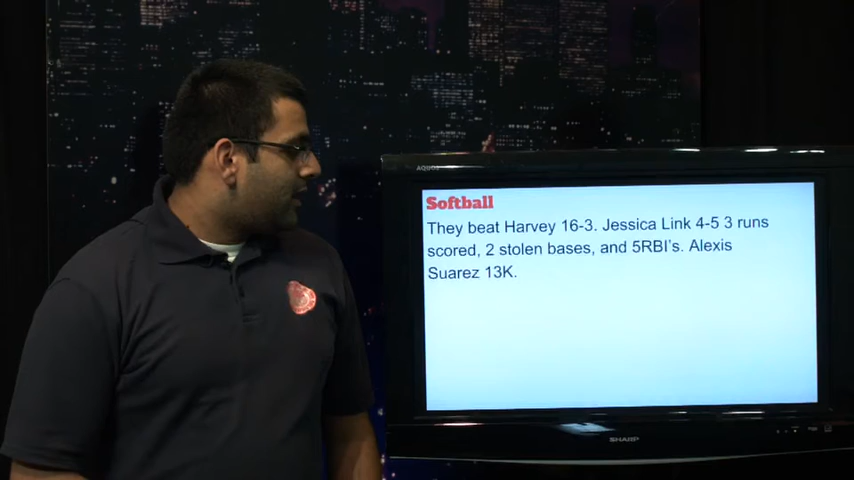 AQUOS
Softball
They beat Harvey 16-3. Jessica Link 4-5 3 runs
scored, 2 stolen bases, and 5RBI's. Alexis
Suarez 13K.
SHARP